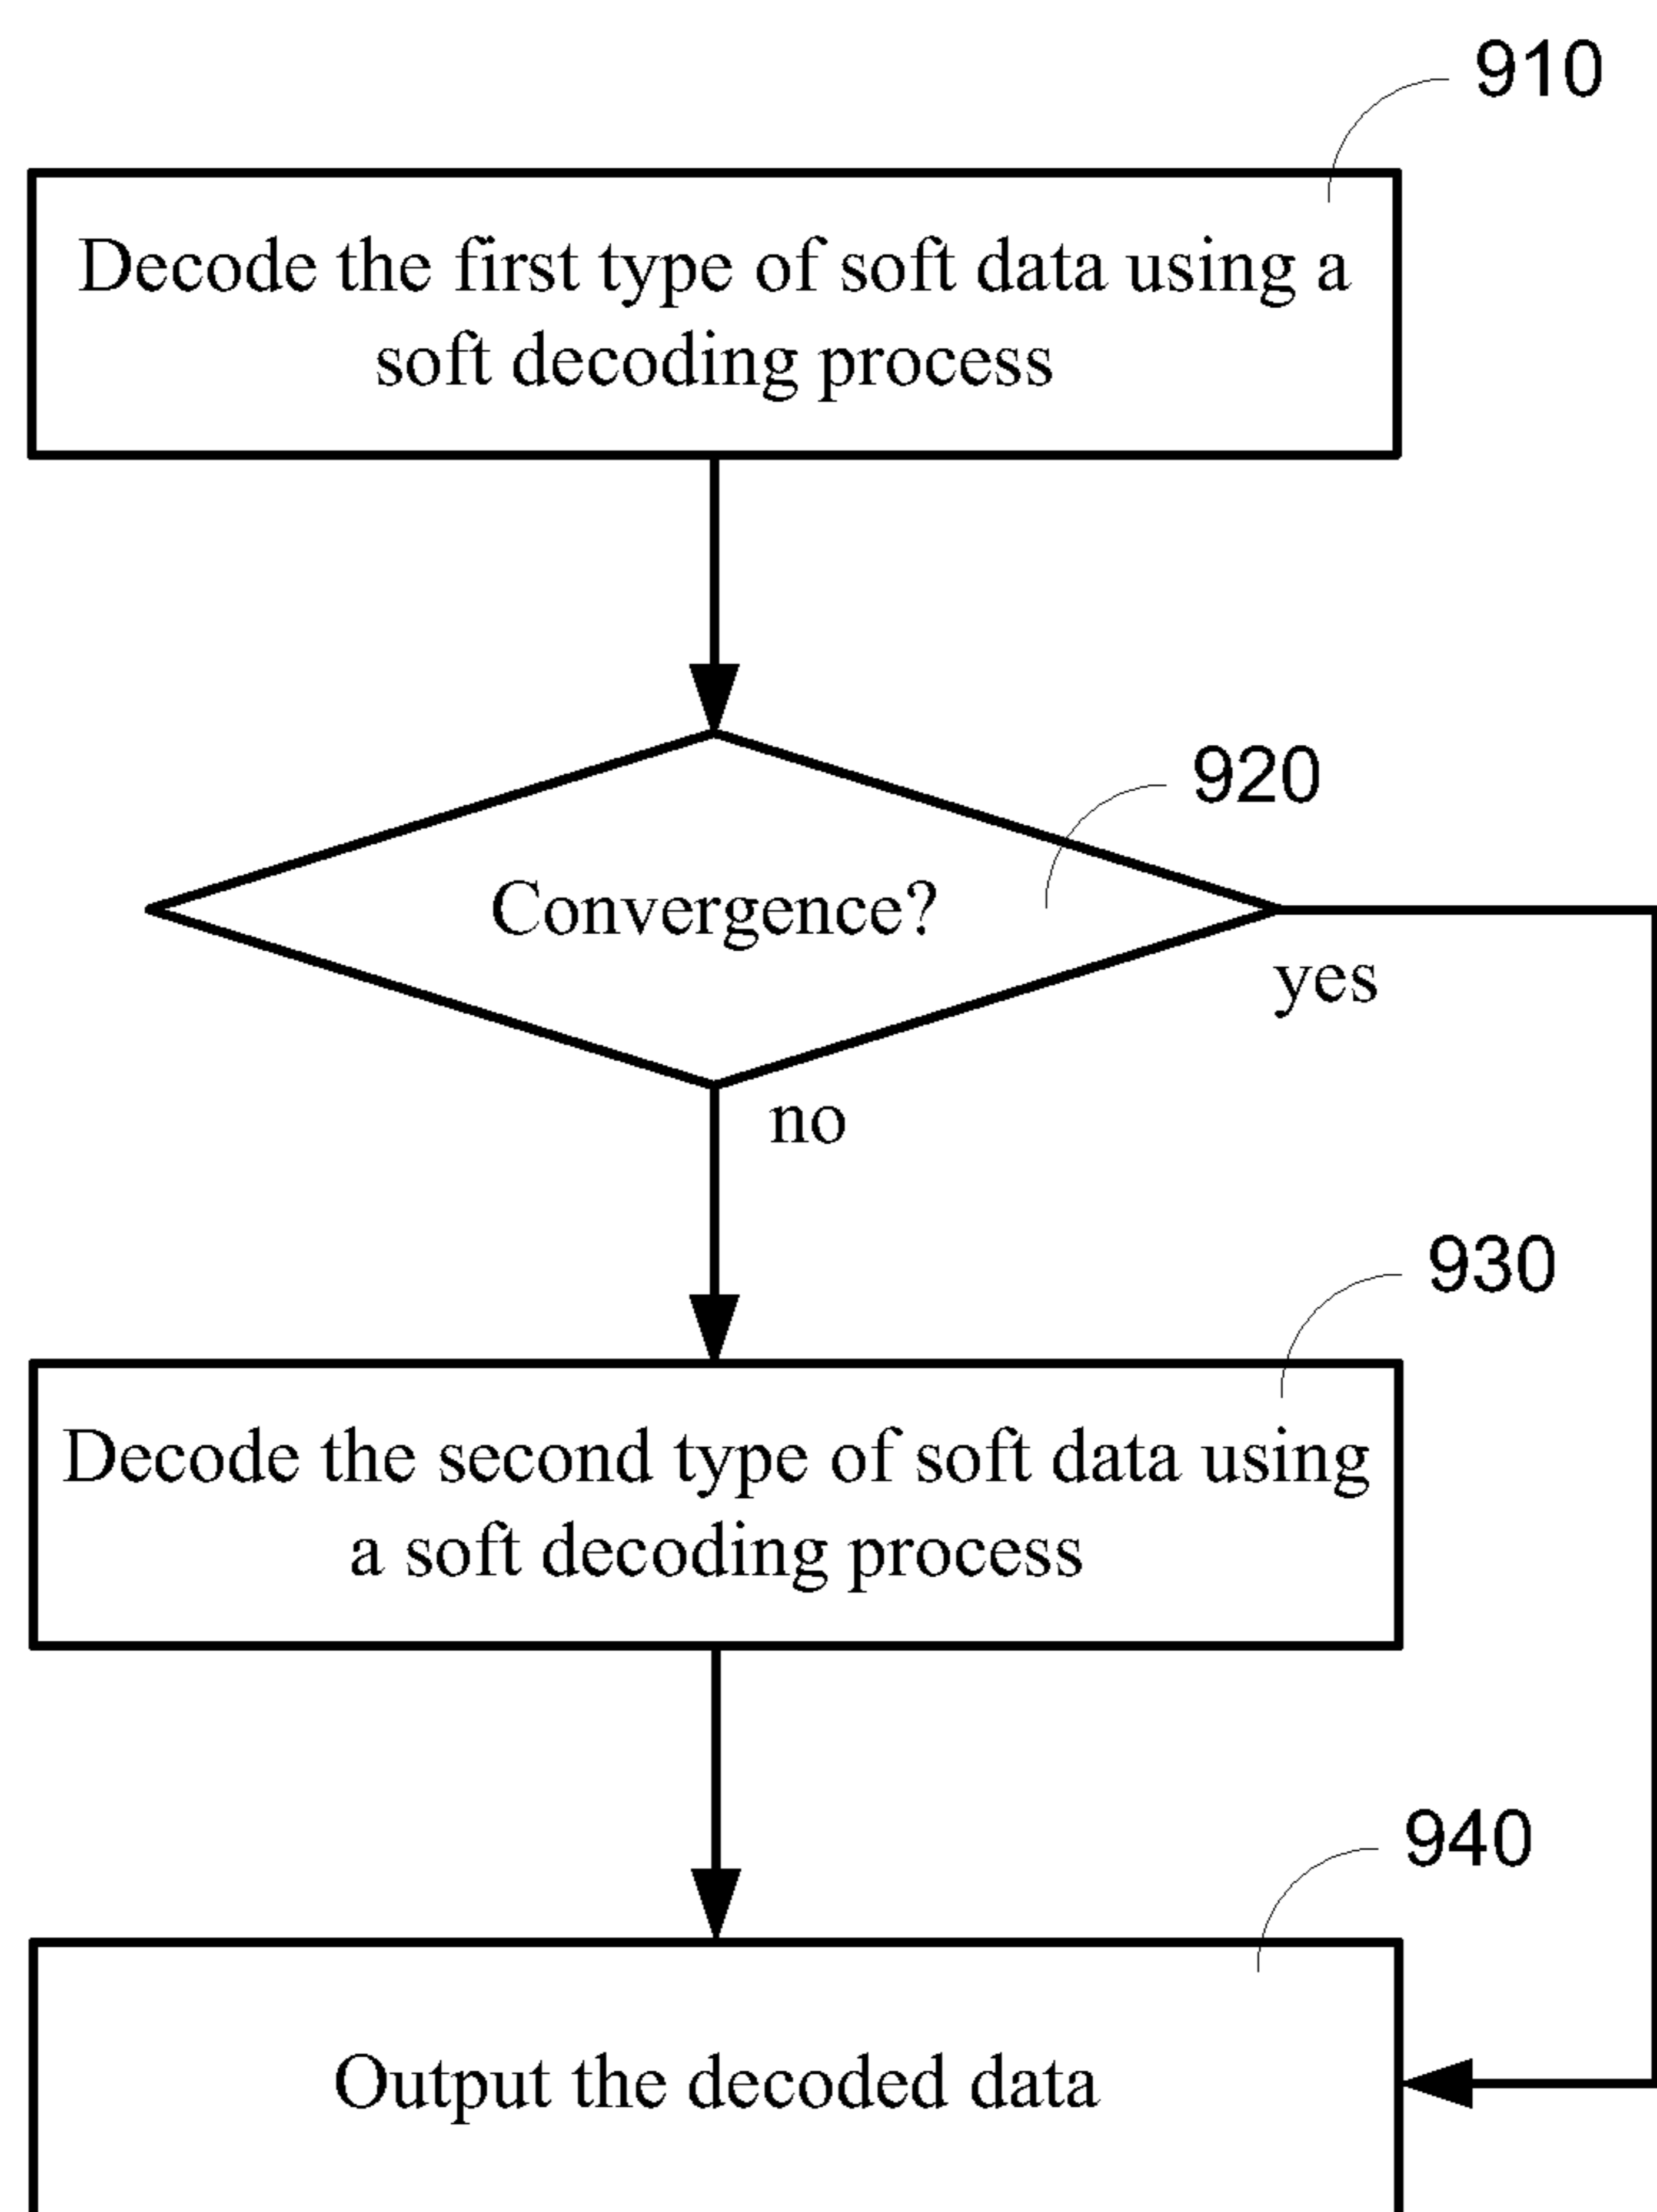 910
Decode the first type of soft data using a
soft decoding process
920
Convergence?
yes
no
930
Decode the second type of soft data using
a soft decoding process
940
Output the decoded data